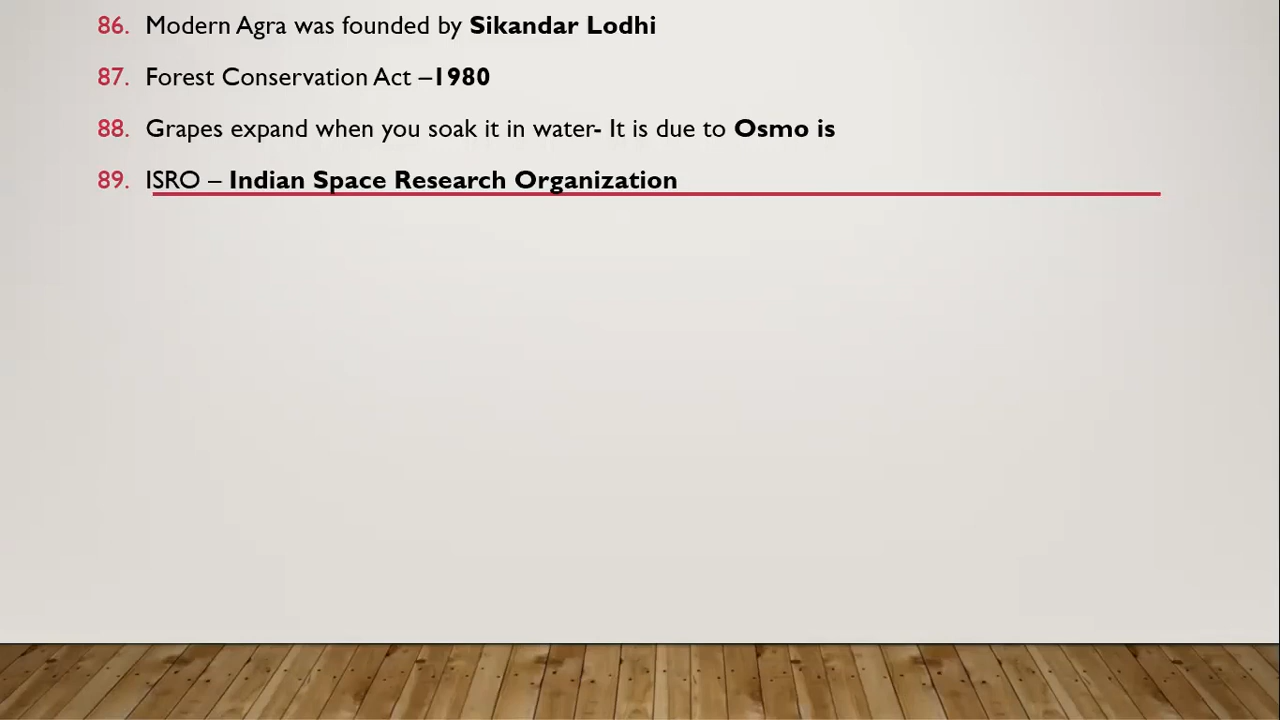 86. Modern Agra was founded by Sikandar Lodhi
87. Forest Conservation Act –1980
88. Grapes expand when you soak it in water- It is due to Osmo is
89. ISRO – Indian Space Research Organization